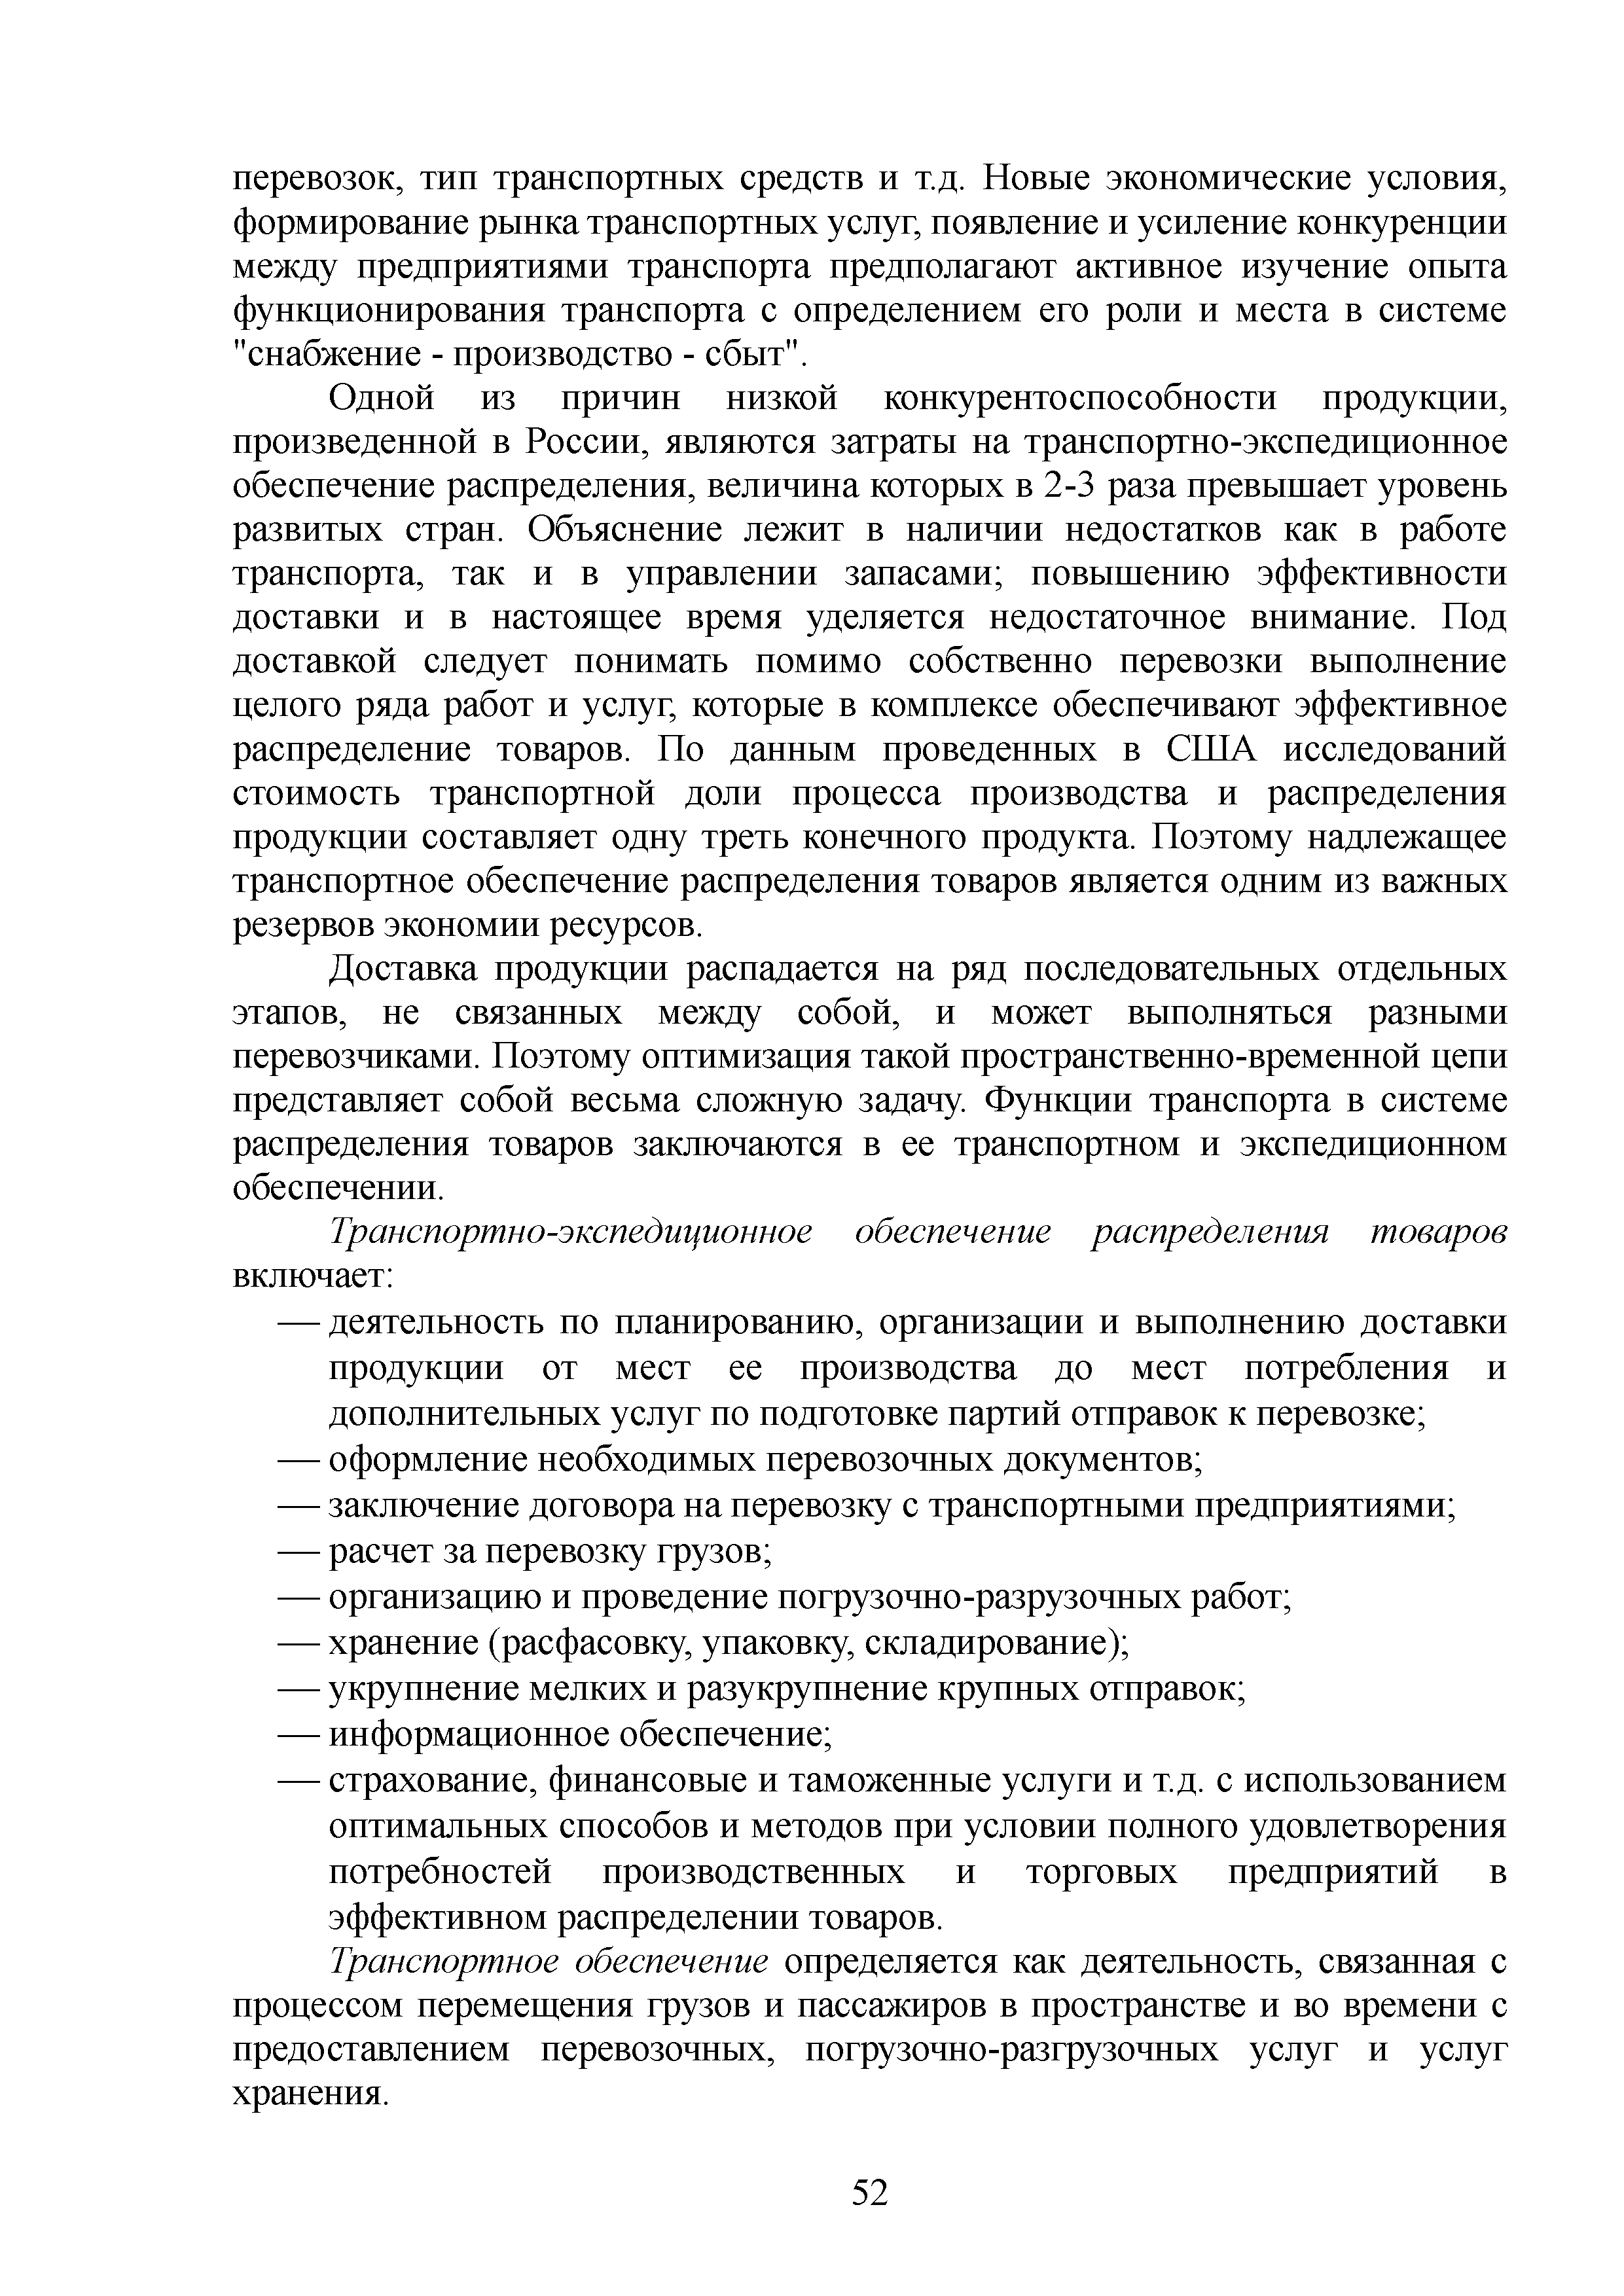 перевозок, тип транспортных средств и т.д. Новые экономические условия,
формирование рынка транспортных услуг, появление и усиление конкуренции
между предприятиями транспорта предполагают активное изучение опыта
функционирования транспорта с определением его роли и места в системе
"снабжение - производство - сбыт".
Одной из причин низкой конкурентоспособности продукции,
произведенной в России, являются затраты на транспортно-экспедиционное
обеспечение распределения, величина которых в 2-3 раза превышает уровень
развитых стран. Объяснение лежит в наличии недостатков как в работе
транспорта, так и в управлении запасами; повышению эффективности
доставки и в настоящее время уделяется недостаточное внимание. Под
доставкой следует понимать помимо собственно перевозки выполнение
целого ряда работ и услуг, которые в комплексе обеспечивают эффективное
распределение товаров. По данным проведенных в США исследований
стоимость транспортной доли процесса производства и распределения
продукции составляет одну треть конечного продукта. Поэтому надлежащее
транспортное обеспечение распределения товаров является одним из важных
резервов экономии ресурсов.
Доставка продукции распадается на ряд последовательных отдельных
этапов, не связанных между собой, и может выполняться разными
перевозчиками. Поэтому оптимизация такой пространственно-временной цепи
представляет собой весьма сложную задачу. Функции транспорта в системе
распределения товаров заключаются в ее транспортном и экспедиционном
обеспечении.
Транспортно-экспедиционное обеспечение распределения товаров
включает:
— деятельность по планированию, организации и выполнению доставки
продукции от мест ее производства до мест потребления и
дополнительных услуг по подготовке партий отправок к перевозке;
— оформление необходимых перевозочных документов;
— заключение договора на перевозку с транспортными предприятиями;
— расчет за перевозку грузов;
— организацию и проведение погрузочно-разрузочных работ;
— хранение (расфасовку, упаковку, складирование);
— укрупнение мелких и разукрупнение крупных отправок;
— информационное обеспечение;
— страхование, финансовые и таможенные услуги и т.д. с использованием
оптимальных способов и методов при условии полного удовлетворения
потребностей производственных и торговых предприятий в
эффективном распределении товаров.
Транспортное обеспечение определяется как деятельность, связанная с
процессом перемещения грузов и пассажиров в пространстве и во времени с
предоставлением перевозочных, погрузочно-разгрузочных услуг и услуг
хранения.
52